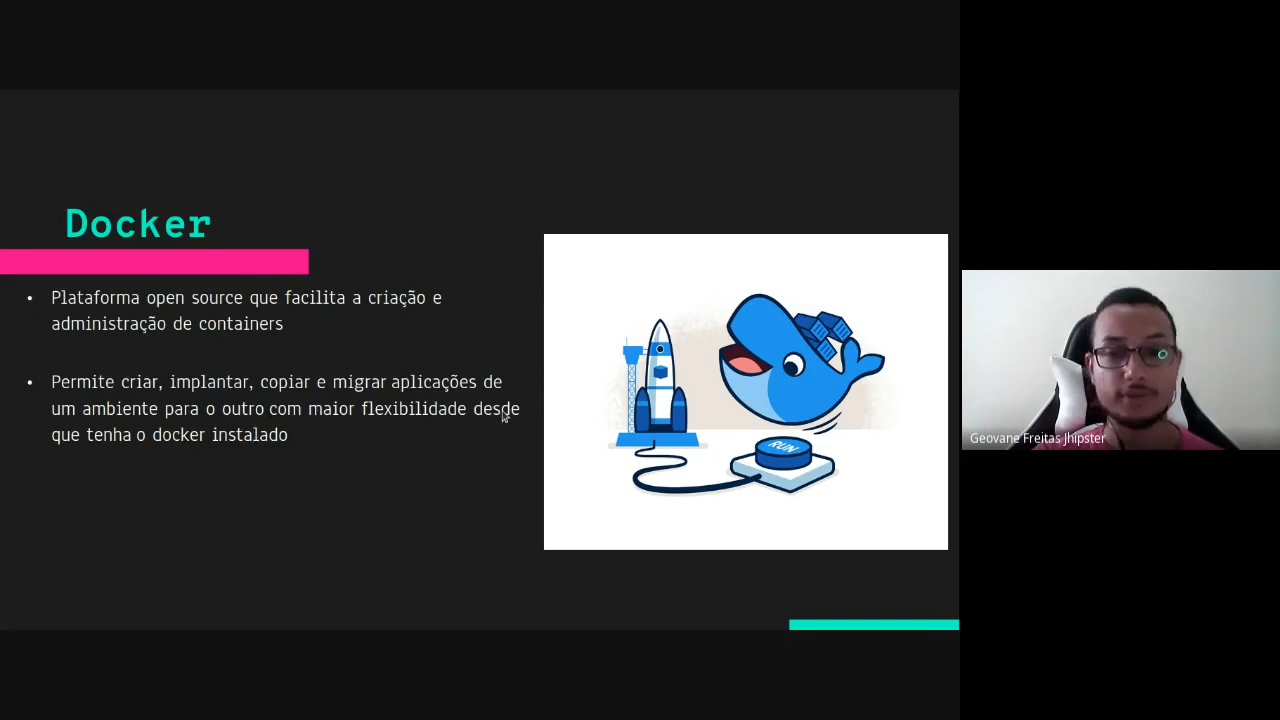 Docker
• Plataforma open source que facilita a criação e
administração de containers
• Permite criar, implantar, copiar e migrar aplicações de
um ambiente para o outro com maior flexibilidade desde
que tenha o docker instalado
RUN
Geovane Freitas Jhipster